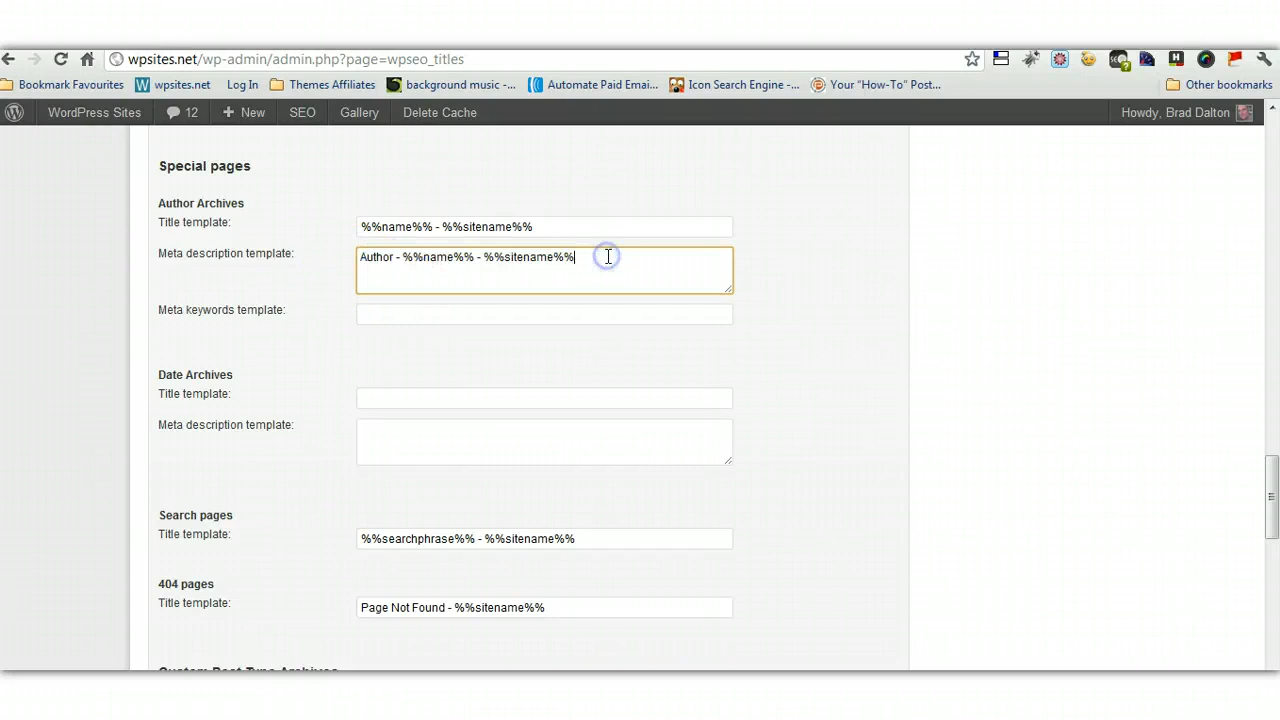 wpsites.net/wp-admin/admin.php?page=wpseo_titles
Bookmark Favourites wpsites.net Log In Themes Affiliates background music -... Automate Paid Emai... Icon Search Engine -... Your “How-To” Post... Other bookmarks
WordPress Sites 12 + New SEO Gallery Delete Cache Howdy, Brad Dalton
Special pages
Author Archives
Title template: %%name%% - %%sitename%%
Meta description template: Author - %%name%% - %%sitename%%
Meta keywords template:
Date Archives
Title template:
Meta description template:
Search pages
Title template: %%searchphrase%% - %%sitename%%
404 pages
Title template: Page Not Found - %%sitename%%
Custom Post Type Archives